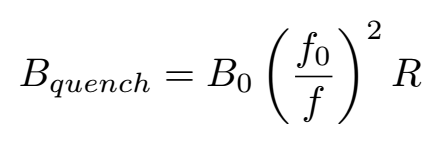 $B_{quench} = B_0 \left( \frac{f_0}{f} \right)^2 R$